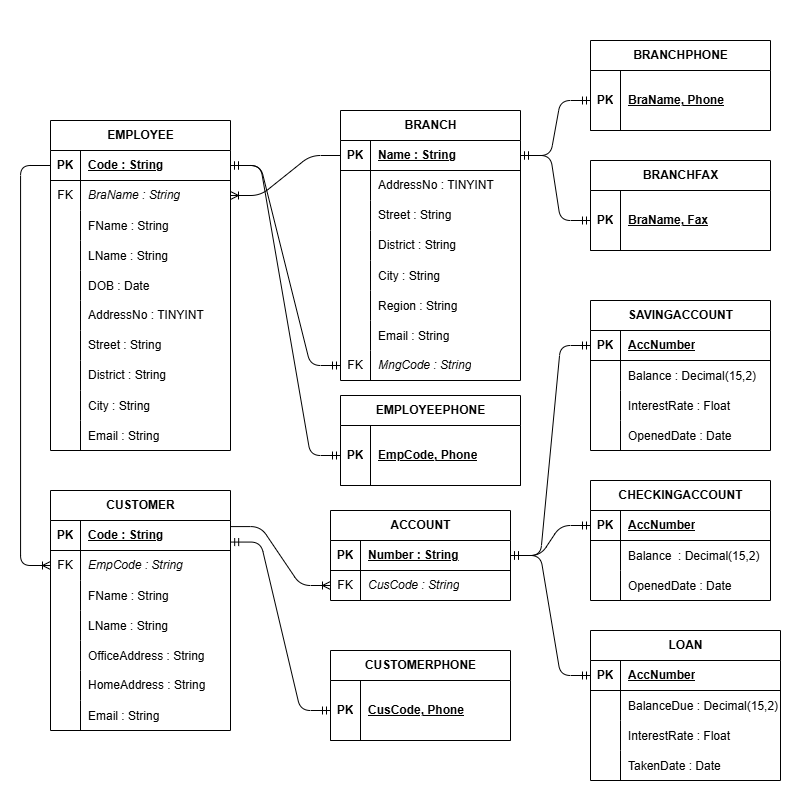 EMPLOYEE
PK Code : String
FK BraName : String
FName : String
LName : String
DOB : Date
AddressNo : TINYINT
Street : String
District : String
City : String
Email : String
BRANCH
PK Name : String
AddressNo : TINYINT
Street : String
District : String
City : String
Region : String
Email : String
FK MngCode : String
BRANCHPHONE
PK BraName, Phone
BRANCHFAX
PK BraName, Fax
EMPLOYEEPHONE
PK EmpCode, Phone
SAVINGACCOUNT
PK AccNumber
Balance : Decimal(15,2)
InterestRate : Float
OpenedDate : Date
CUSTOMER
PK Code : String
FK EmpCode : String
FName : String
LName : String
OfficeAddress : String
HomeAddress : String
Email : String
ACCOUNT
PK Number : String
FK CusCode : String
CHECKINGACCOUNT
PK AccNumber
Balance : Decimal(15,2)
OpenedDate : Date
CUSTOMERPHONE
PK CusCode, Phone
LOAN
PK AccNumber
BalanceDue : Decimal(15,2)
InterestRate : Float
TakenDate : Date